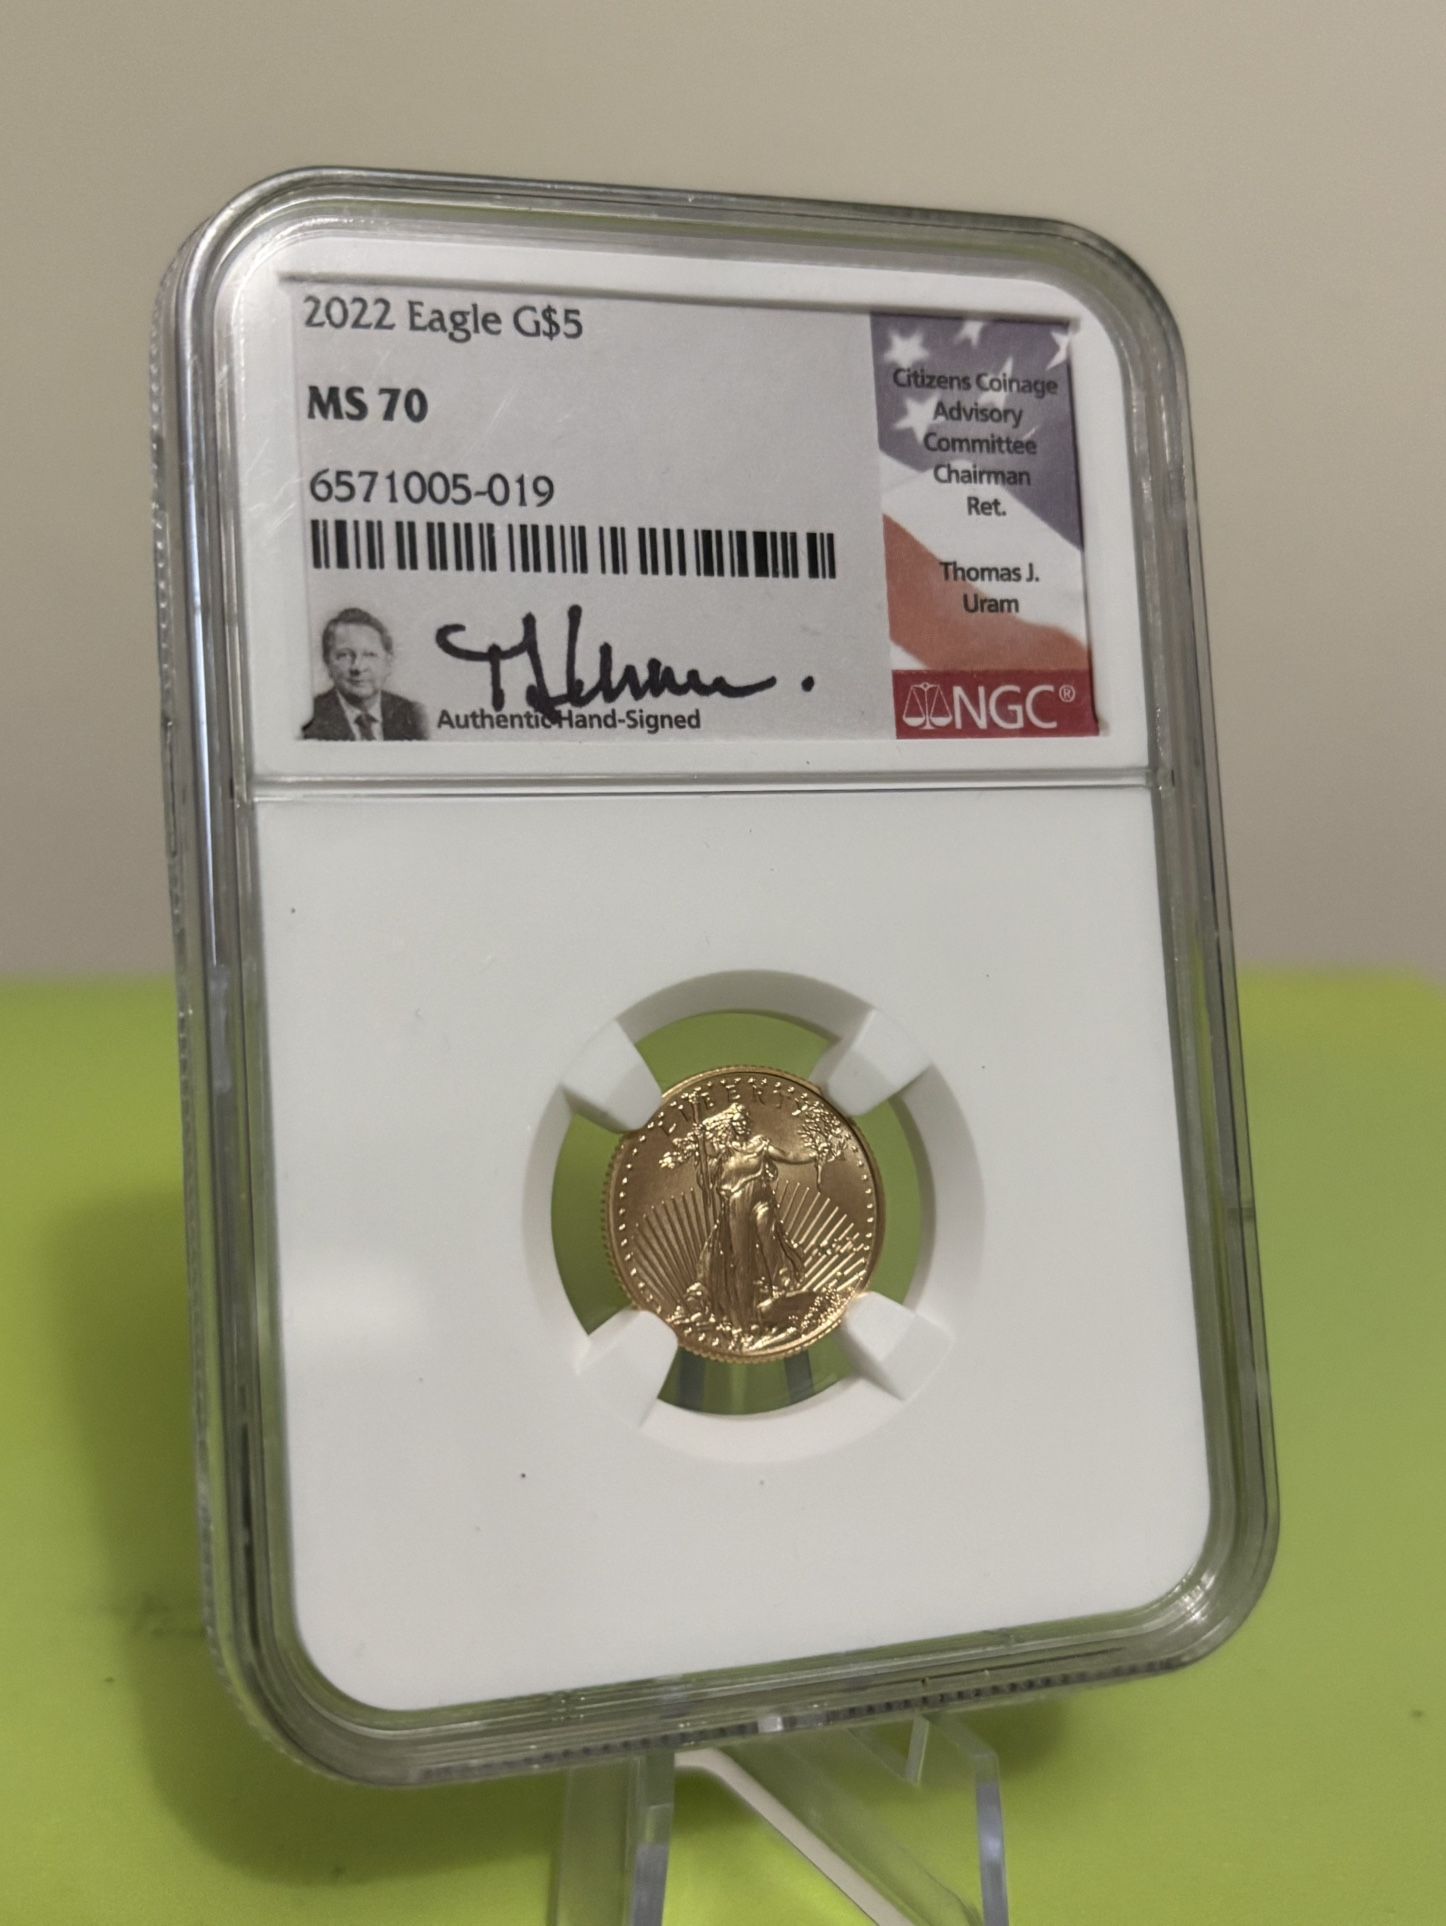 2022 Eagle G$5
MS 70
6571005-019
Authentic Hand-Signed
Citizens Coinage
Advisory
Committee
Chairman
Ret.
Thomas J.
Uram
NGC®
LIBERTY